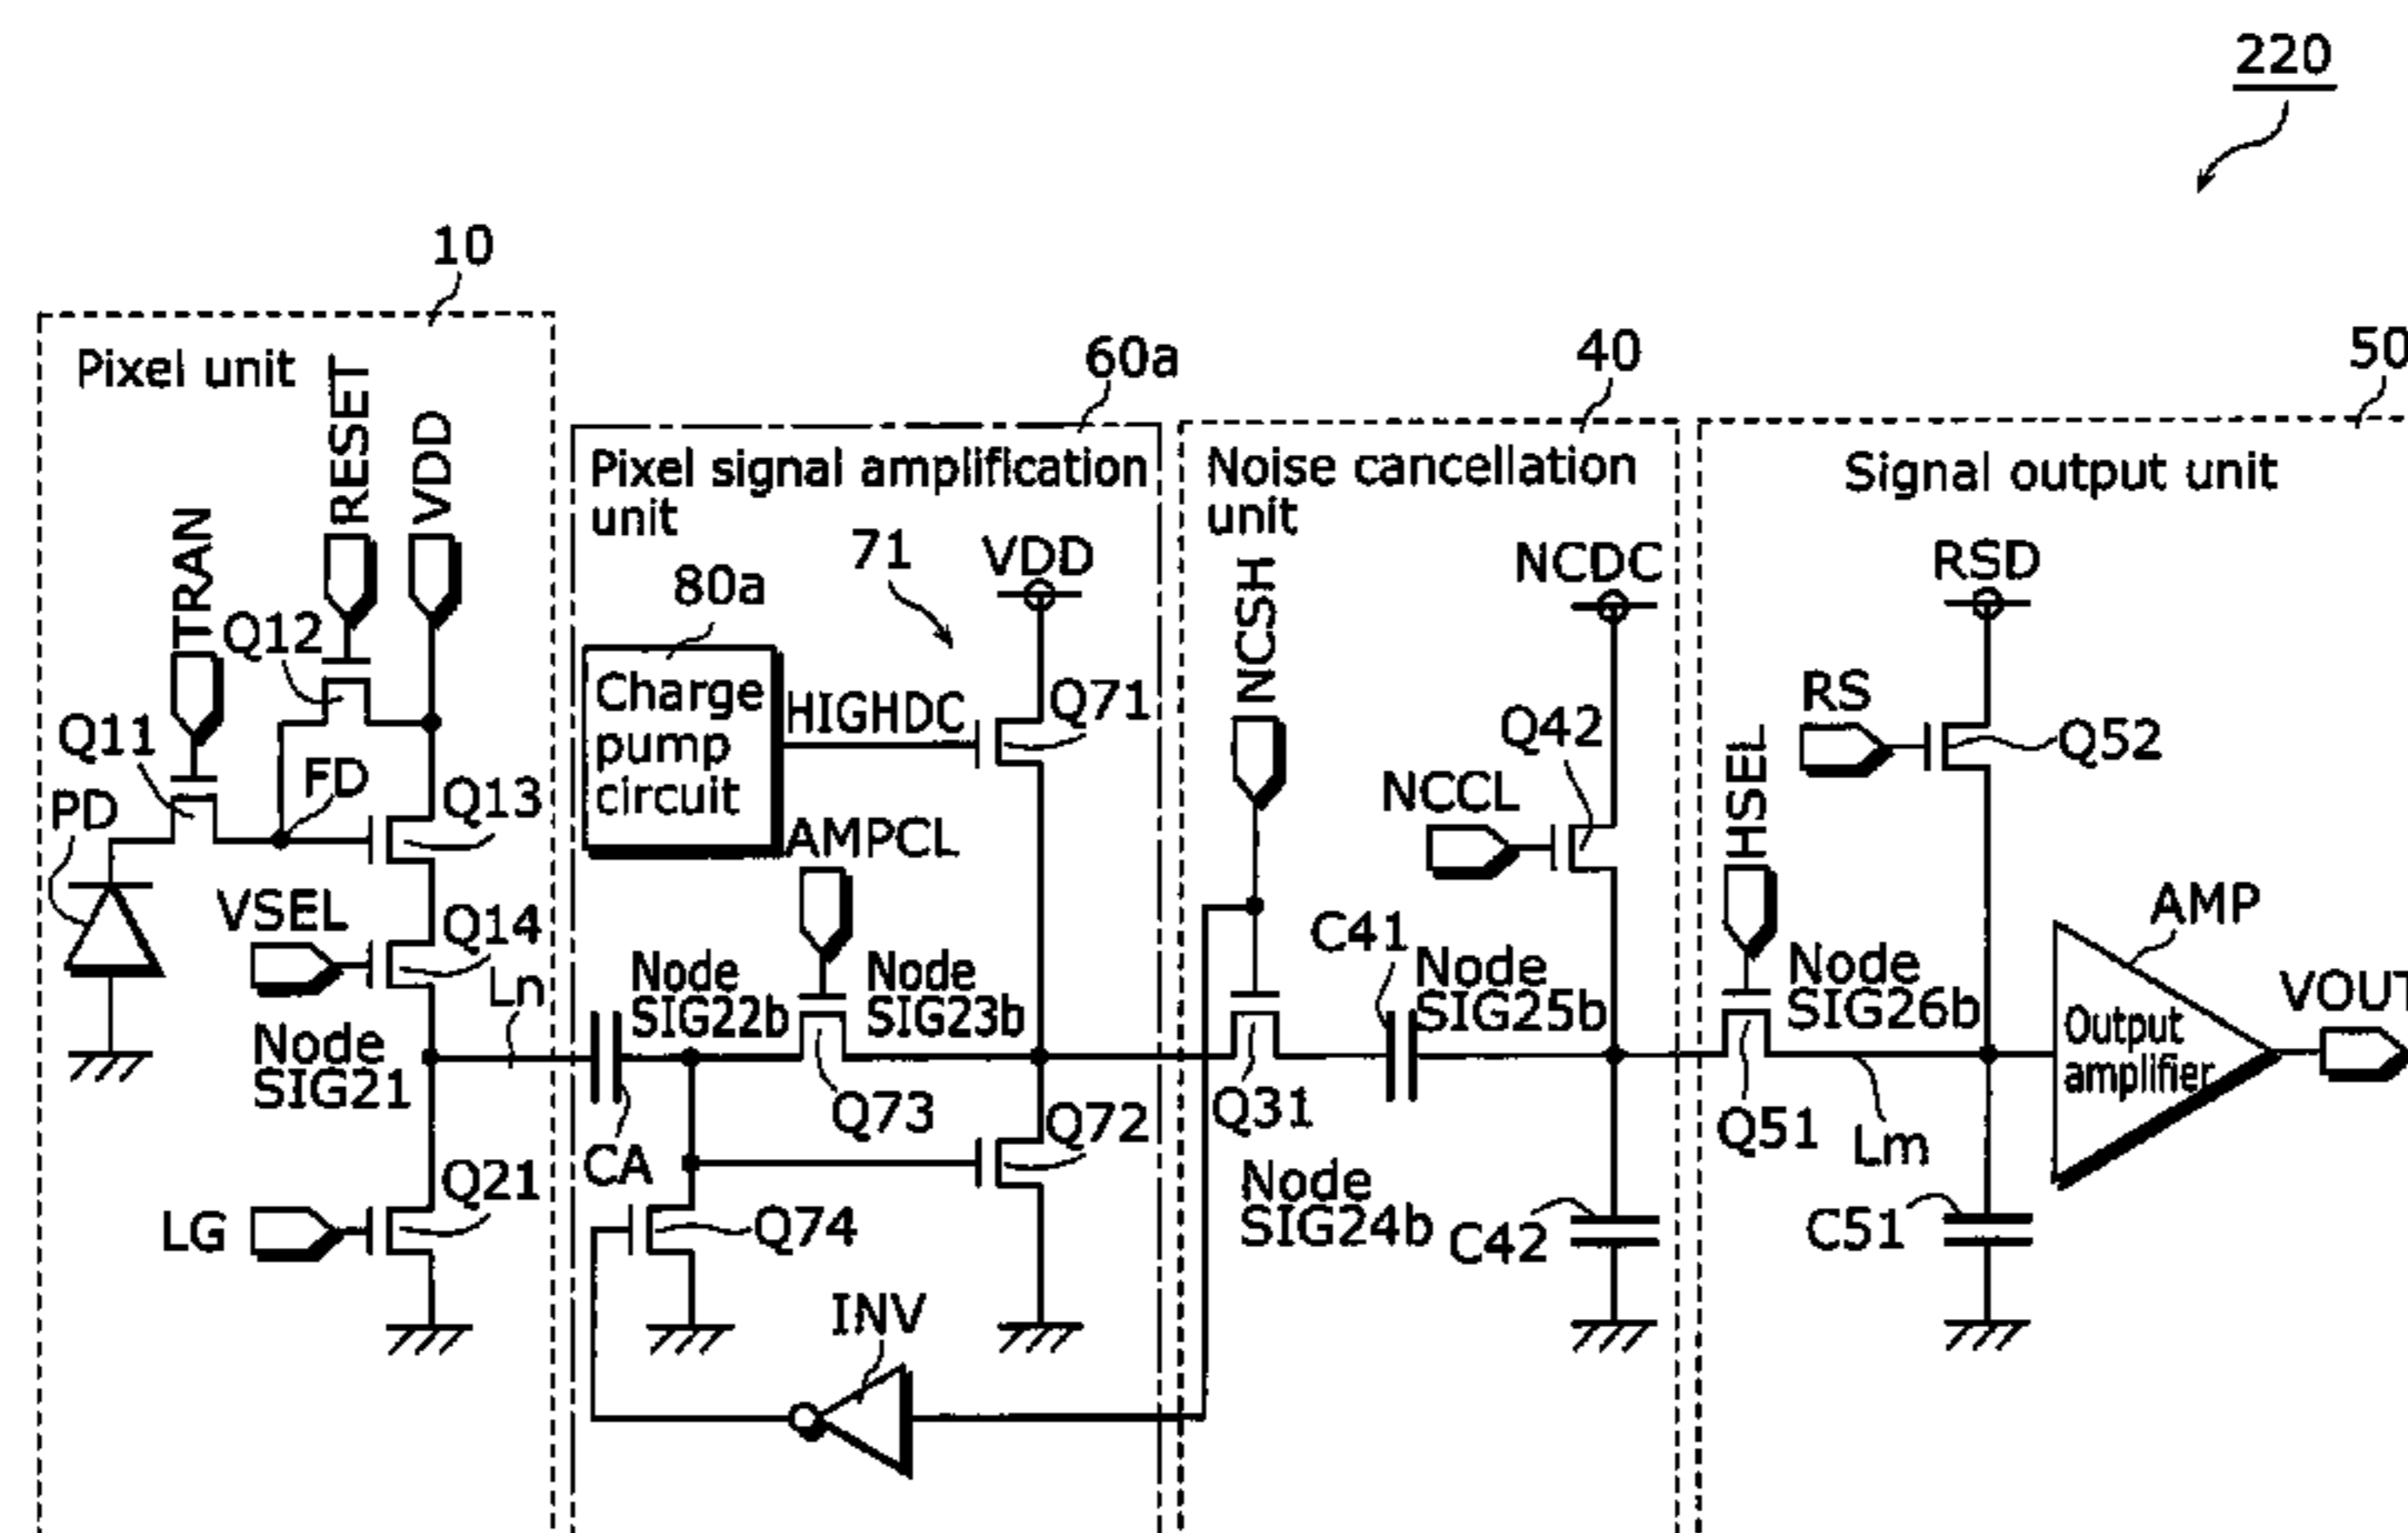 220
10
Pixel unit
RESET
VDD
TRAN
Q12
Q11
FD
PD
Q13
VSEL
Q14
Ln
Node
SIG21
LG
Q21
60a
Pixel signal amplification
unit
80a
71
VDD
Charge
pump
circuit
HIGHDC
Q71
AMPCL
Node
SIG22b
Node
SIG23b
CA
Q73
Q72
Q74
INV
40
Noise cancellation
unit
NCSH
NCDC
Q42
NCCL
C41
Node
SIG25b
Q31
Node
SIG24b
C42
50
Signal output unit
RSD
RS
Q52
HSEL
Node
SIG26b
AMP
Output
amplifier
VOUT
Q51
Lm
C51